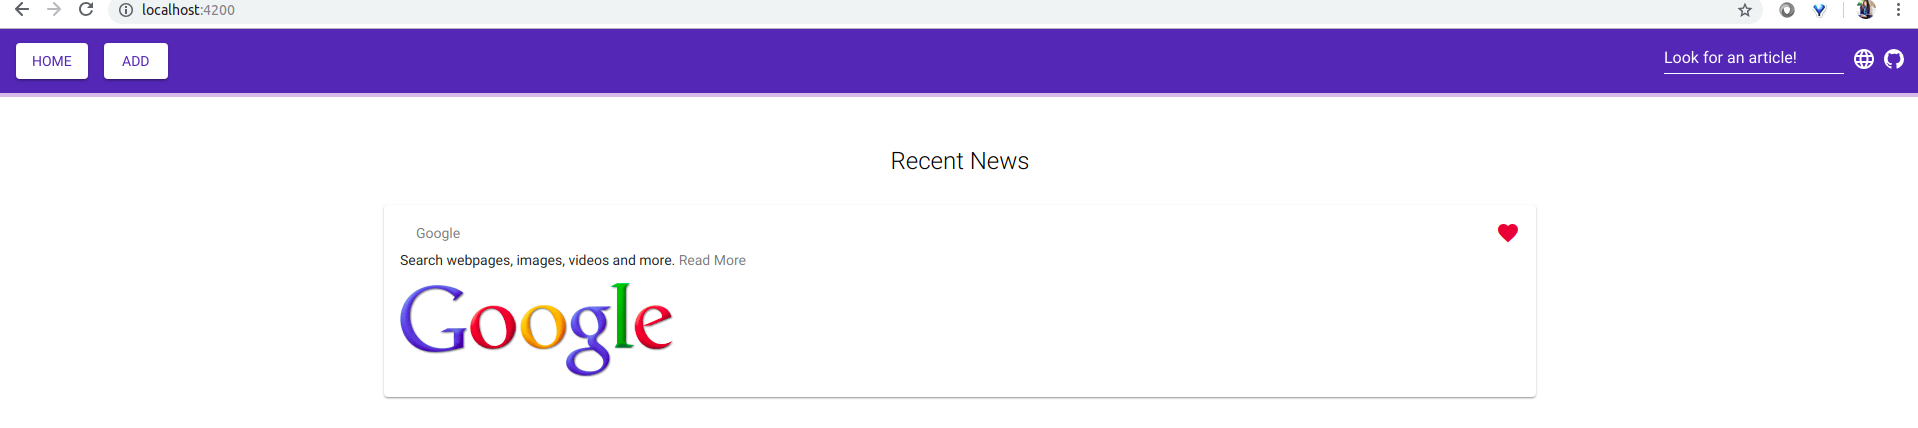 localhost:4200
HOME ADD Look for an article!
Recent News
Google
Search webpages, images, videos and more. Read More
Google